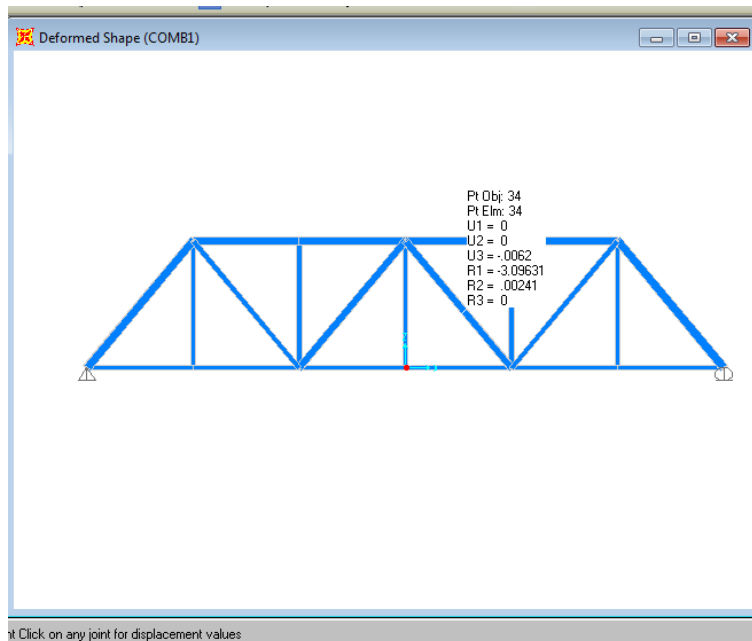 Deformed Shape (COMB1)
Pt Obj: 34
Pt Elm: 34
U1 = 0
U2 = 0
U3 = -.0062
R1 = -3.09631
R2 = .00241
R3 = 0
Click on any joint for displacement values